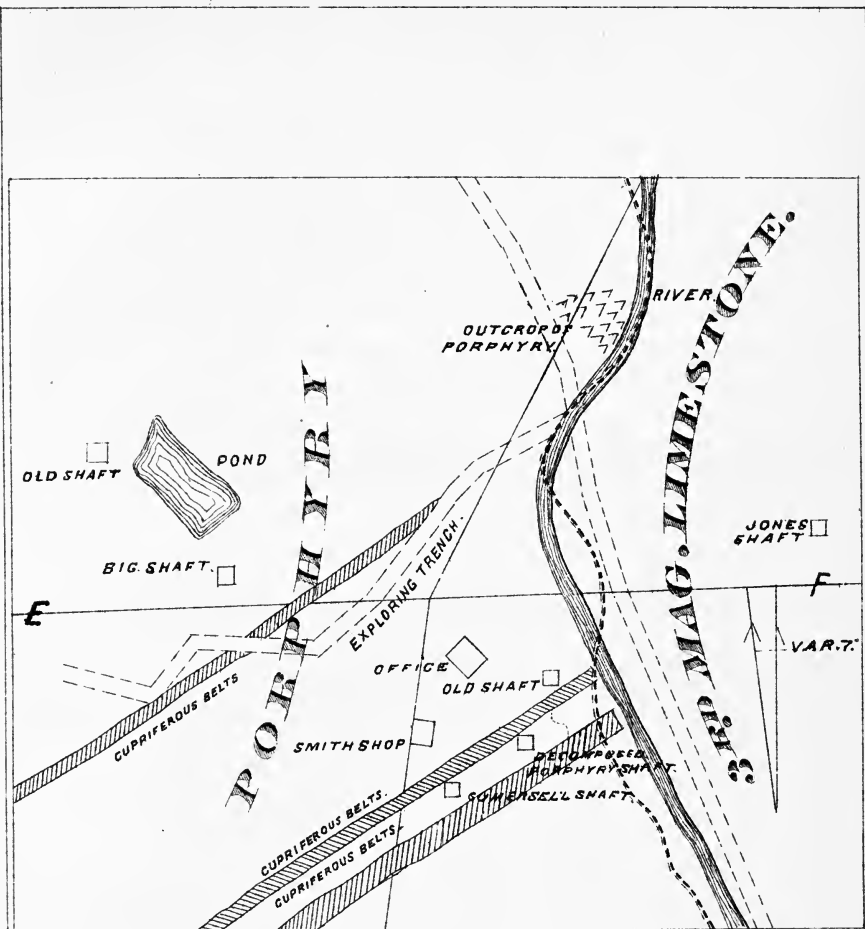 RIVER.
OUTCROP OF
PORPHYRY.
3RD. MAG. LIMESTONE.
PORPHYRY
OLD SHAFT
POND
JONES
SHAFT
BIG. SHAFT.
EXPLORING TRENCH.
E
F
VAR. 7.°
OFFICE
OLD SHAFT
CUPRIFEROUS BELTS
SMITH SHOP
DECOMPOSED
PORPHYRY SHAFT.
SOMERSELL SHAFT.
CUPRIFEROUS BELTS.
CUPRIFEROUS BELTS.